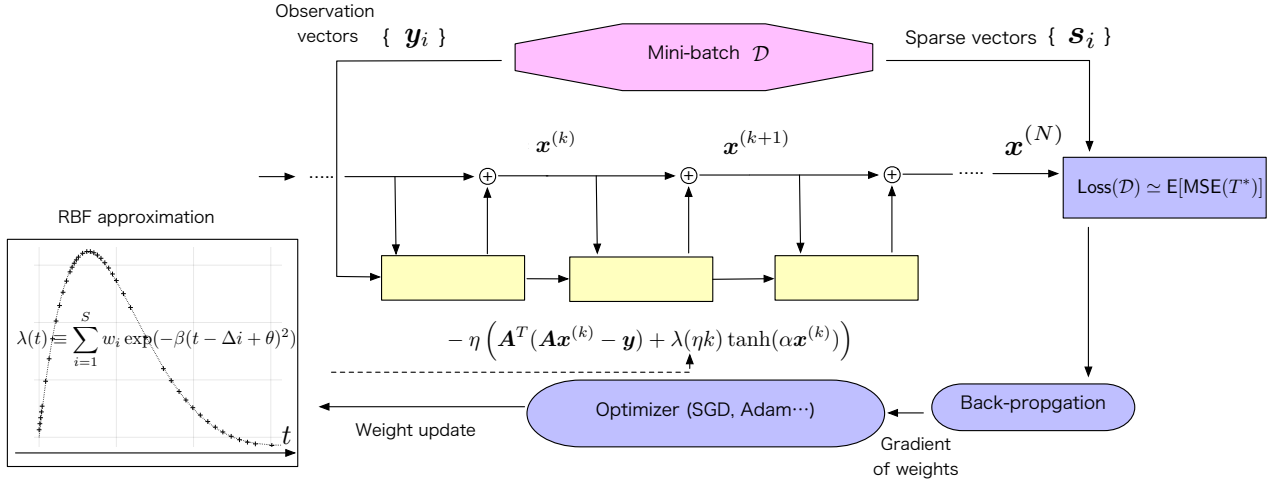 Observation
vectors { y_i }
Mini-batch 𝒟
Sparse vectors { s_i }
x^{(k)}
x^{(k+1)}
x^{(N)}
·····
·····
Loss(𝒟) ≃ E[MSE(T^*)]
RBF approximation
λ(t) ≡ ∑_{i=1}^{S} w_i exp(−β(t − Δi + θ)^2)
t
− η (A^T(Ax^{(k)} − y) + λ(ηk) tanh(αx^{(k)}))
Optimizer (SGD, Adam···)
Back-propgation
Weight update
Gradient
of weights